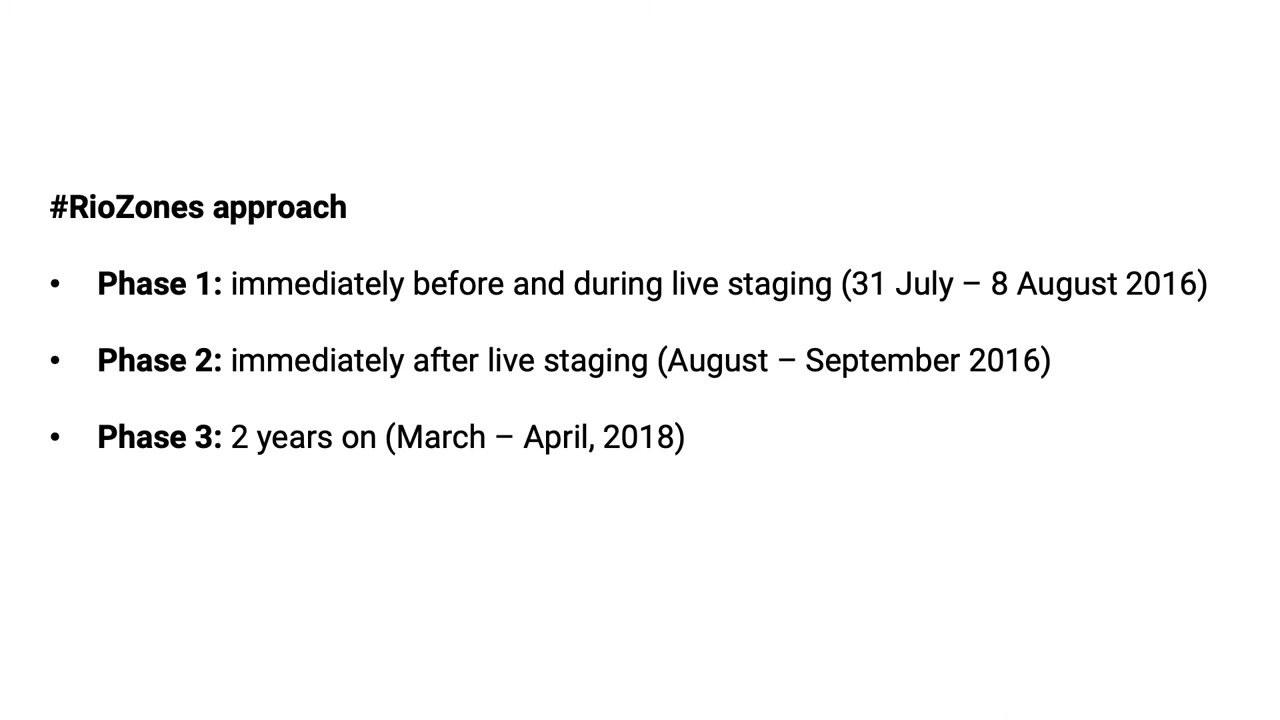 #RioZones approach
• Phase 1: immediately before and during live staging (31 July – 8 August 2016)
• Phase 2: immediately after live staging (August – September 2016)
• Phase 3: 2 years on (March – April, 2018)